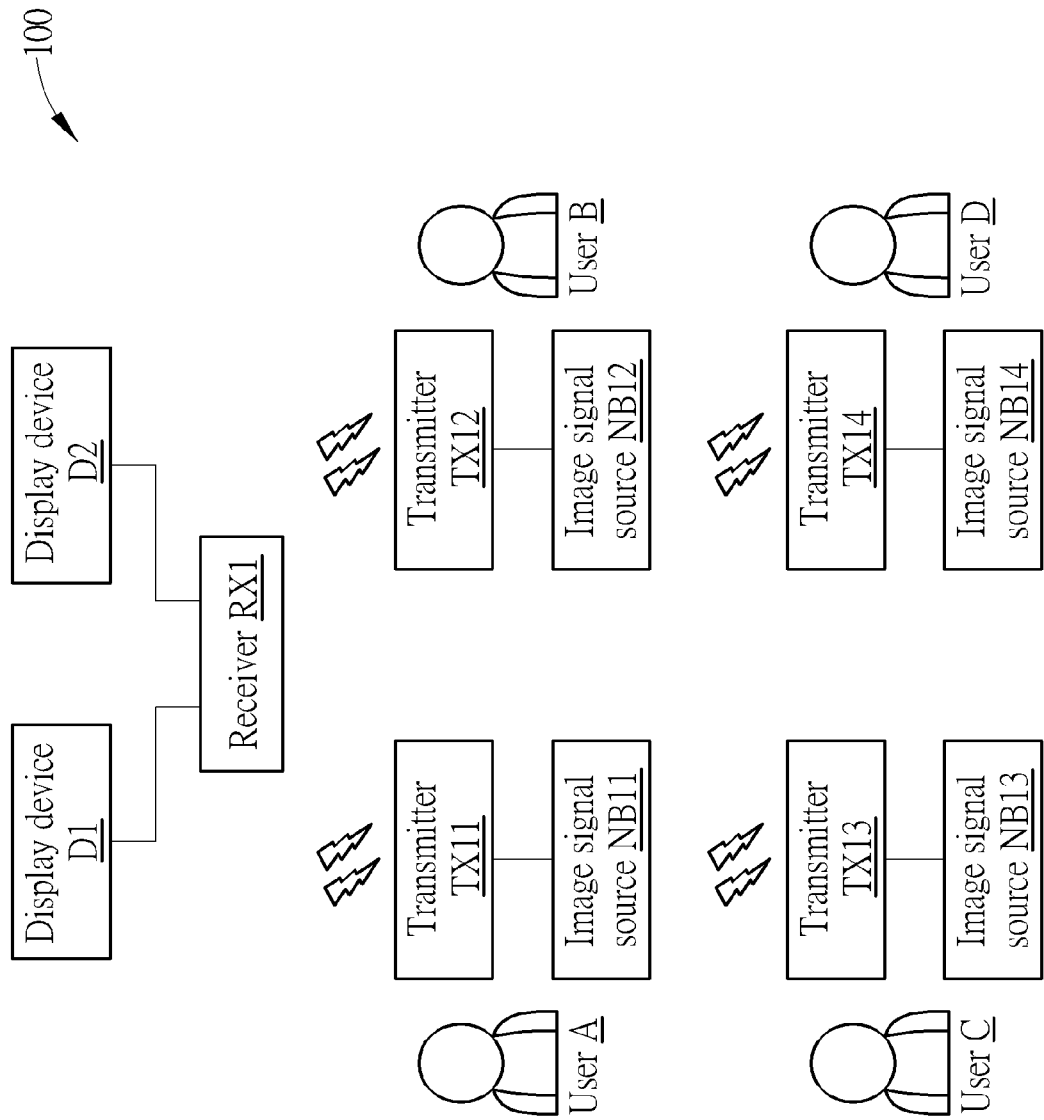 100
Display device
D1
Display device
D2
Receiver RX1
Transmitter
TX11
Transmitter
TX12
Image signal
source NB11
Image signal
source NB12
User A
User B
Transmitter
TX13
Transmitter
TX14
Image signal
source NB13
Image signal
source NB14
User C
User D